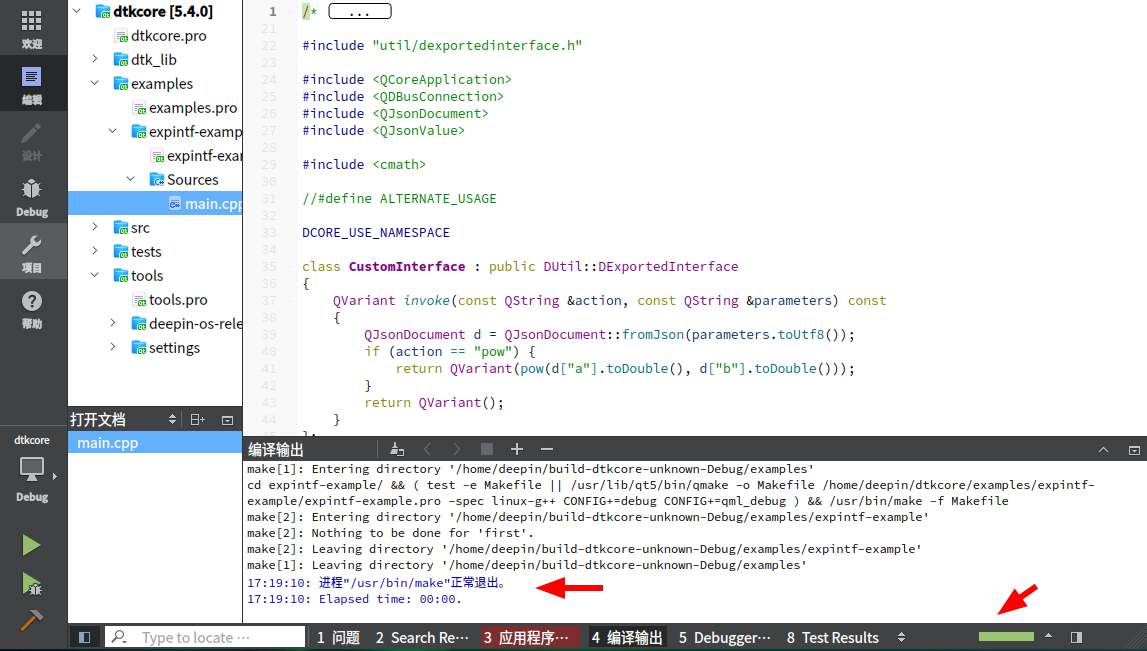 欢迎
编辑
设计
Debug
项目
帮助
dtkcore
Debug
dtkcore [5.4.0]
dtkcore.pro
dtk_lib
examples
examples.pro
expintf-examp
expintf-exar
Sources
main.cpp
src
tests
tools
tools.pro
deepin-os-rele
settings
打开文档
main.cpp
1 /* ...
21
22 #include "util/dexportedinterface.h"
23
24 #include <QCoreApplication>
25 #include <QDBusConnection>
26 #include <QJsonDocument>
27 #include <QJsonValue>
28
29 #include <cmath>
30
31 //#define ALTERNATE_USAGE
32
33 DCORE_USE_NAMESPACE
34
35 class CustomInterface : public DUtil::DExportedInterface
36 {
37 QVariant invoke(const QString &action, const QString &parameters) const
38 {
39 QJsonDocument d = QJsonDocument::fromJson(parameters.toUtf8());
40 if (action == "pow") {
41 return QVariant(pow(d["a"].toDouble(), d["b"].toDouble()));
42 }
43 return QVariant();
44 }
45 };
编译输出
make[1]: Entering directory '/home/deepin/build-dtkcore-unknown-Debug/examples'
cd expintf-example/ && ( test -e Makefile || /usr/lib/qt5/bin/qmake -o Makefile /home/deepin/dtkcore/examples/expintf-
example/expintf-example.pro -spec linux-g++ CONFIG+=debug CONFIG+=qml_debug ) && /usr/bin/make -f Makefile
make[2]: Entering directory '/home/deepin/build-dtkcore-unknown-Debug/examples/expintf-example'
make[2]: Nothing to be done for 'first'.
make[2]: Leaving directory '/home/deepin/build-dtkcore-unknown-Debug/examples/expintf-example'
make[1]: Leaving directory '/home/deepin/build-dtkcore-unknown-Debug/examples'
17:19:10: 进程"/usr/bin/make"正常退出。
17:19:10: Elapsed time: 00:00.
Type to locate ···
1 问题
2 Search Re···
3 应用程序···
4 编译输出
5 Debugger···
8 Test Results